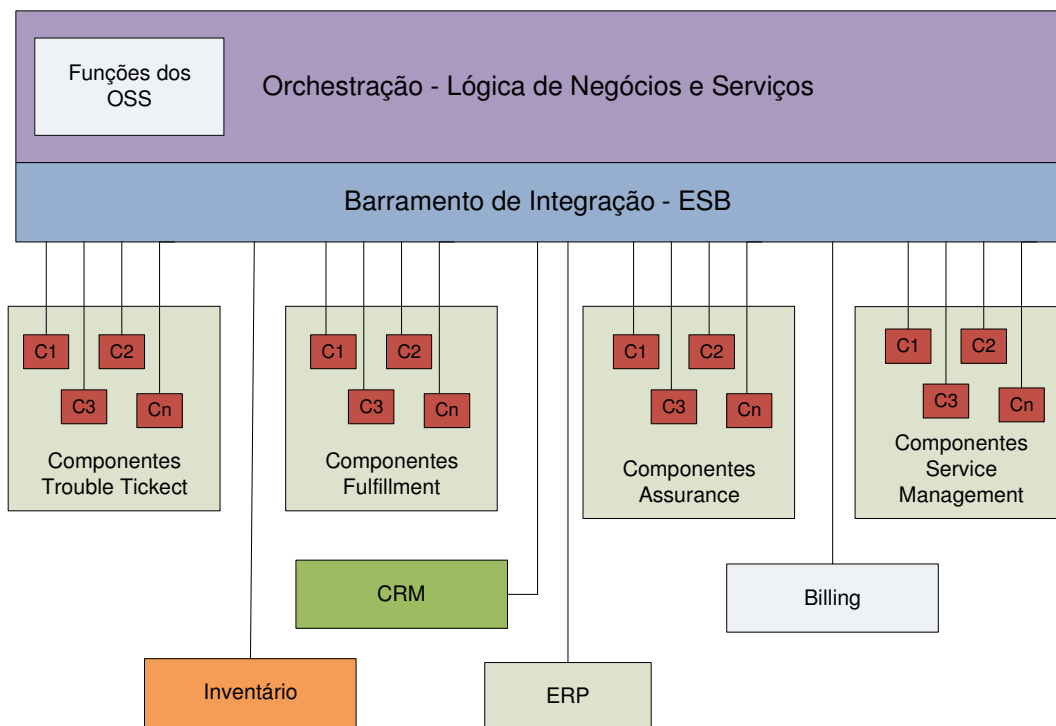 Funções dos
OSS
Orchestração - Lógica de Negócios e Serviços
Barramento de Integração - ESB
C1
C2
C3
Cn
Componentes
Trouble Tickect
C1
C2
C3
Cn
Componentes
Fulfillment
C1
C2
C3
Cn
Componentes
Assurance
C1
C2
C3
Cn
Componentes
Service
Management
CRM
Billing
Inventário
ERP